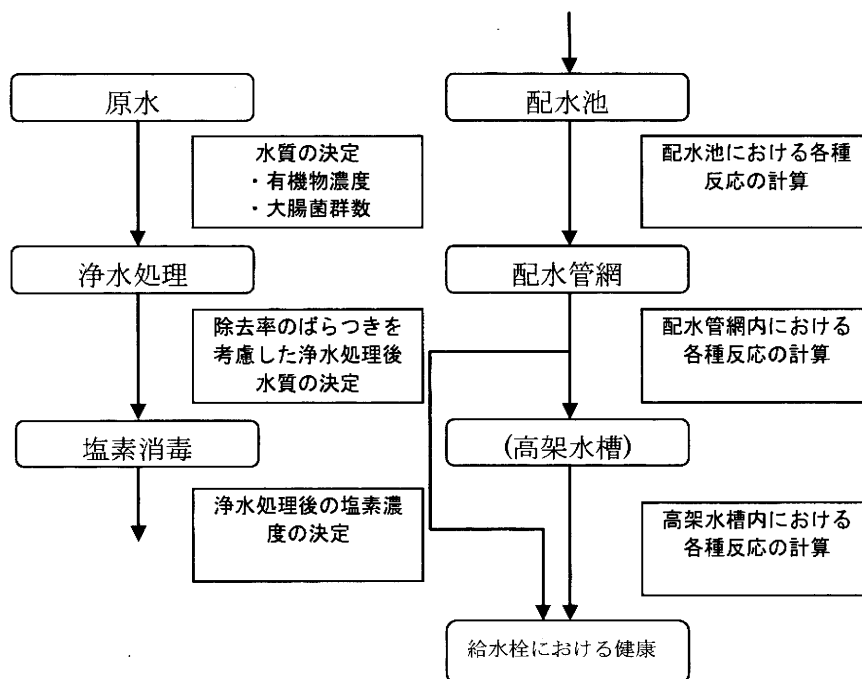 原水
水質の決定
・有機物濃度
・大腸菌群数
浄水処理
除去率のばらつきを
考慮した浄水処理後
水質の決定
塩素消毒
浄水処理後の塩素濃
度の決定
配水池
配水池における各種
反応の計算
配水管網
配水管網内における
各種反応の計算
(高架水槽)
高架水槽内における
各種反応の計算
給水栓における健康